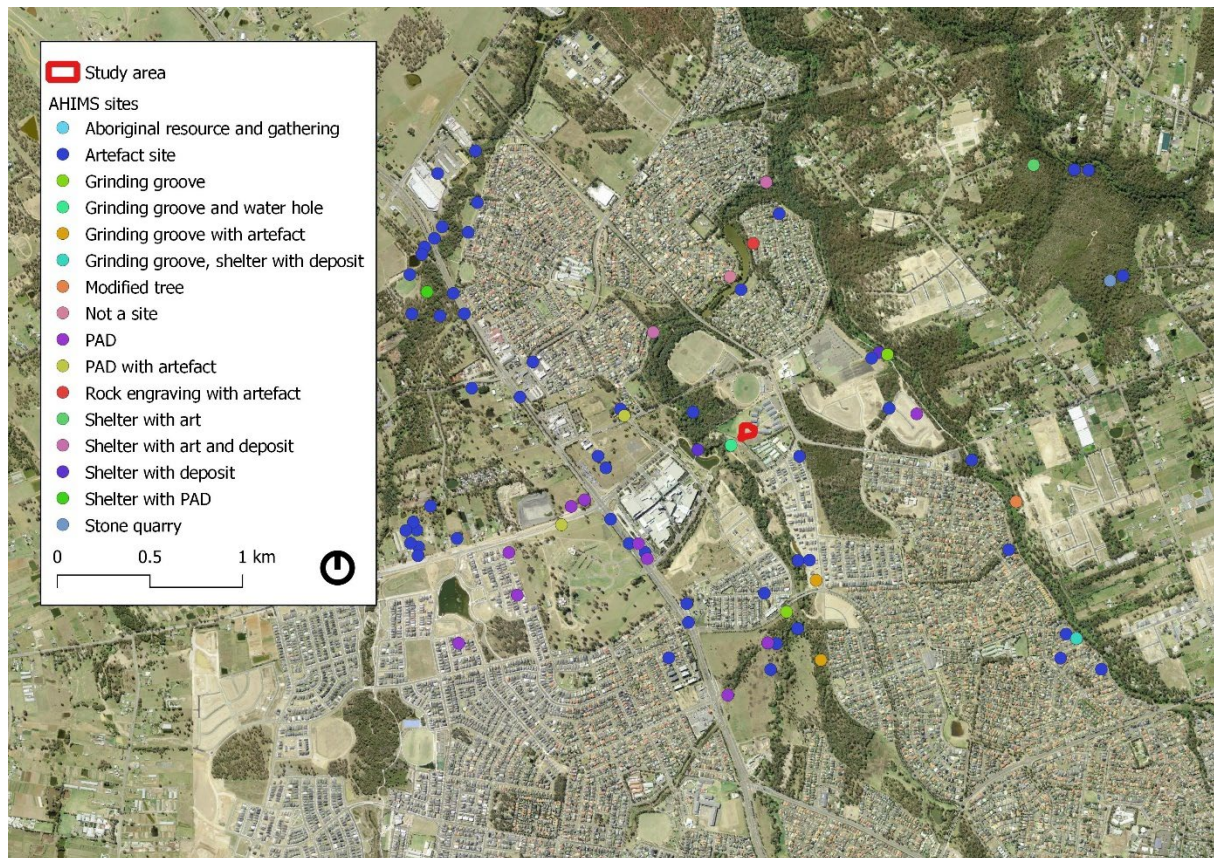 Study area
AHIMS sites
Aboriginal resource and gathering
Artefact site
Grinding groove
Grinding groove and water hole
Grinding groove with artefact
Grinding groove, shelter with deposit
Modified tree
Not a site
PAD
PAD with artefact
Rock engraving with artefact
Shelter with art
Shelter with art and deposit
Shelter with deposit
Shelter with PAD
Stone quarry
0 0.5 1 km